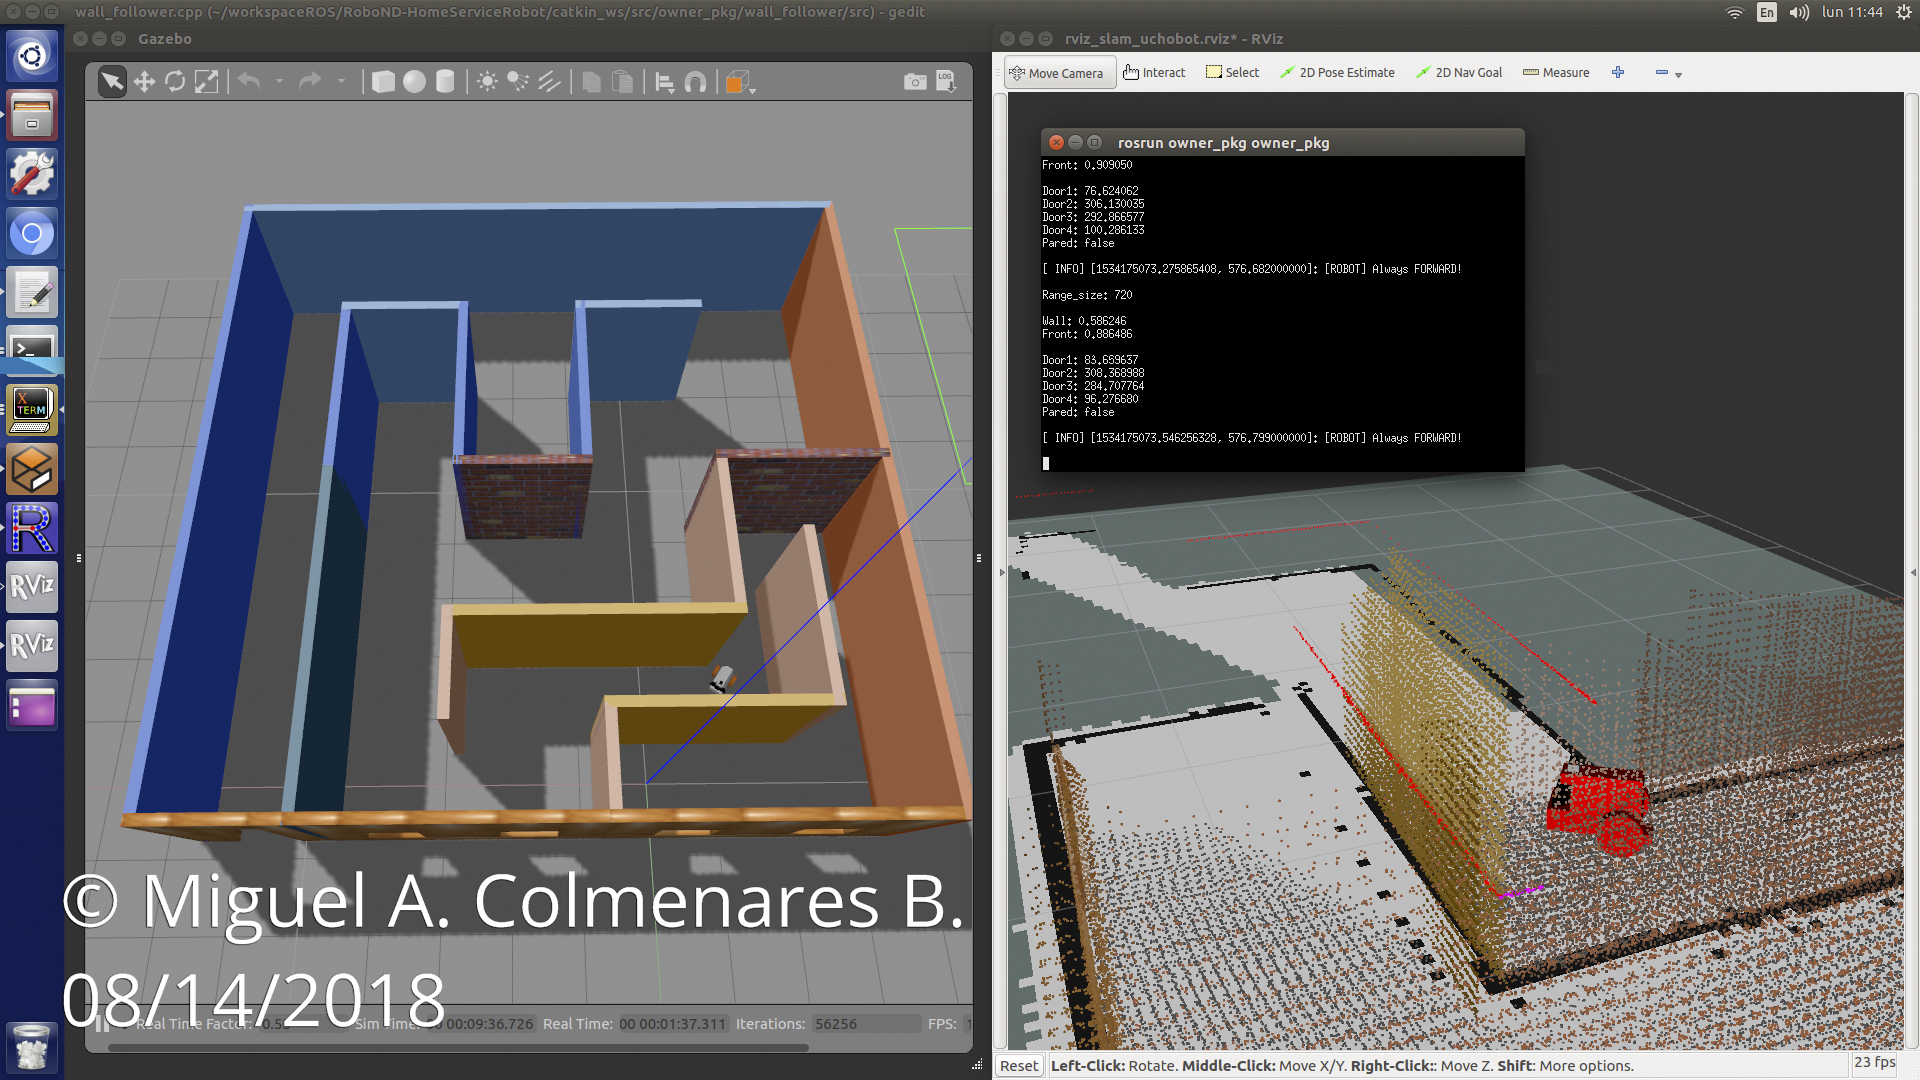 wall_follower.cpp (~/workspaceROS/RoboND-HomeServiceRobot/catkin_ws/src/owner_pkg/wall_follower/src) - gedit
En
lun 11:44
Gazebo
rviz_slam_uchobot.rviz* - RViz
LOG
Move Camera
Interact
Select
2D Pose Estimate
2D Nav Goal
Measure
rosrun owner_pkg owner_pkg
Front: 0.909050
Door1: 76.624062
Door2: 306.130035
Door3: 292.866577
Door4: 100.286133
Pared: false
[ INFO] [1534175073.275865408, 576.682000000]: [ROBOT] Always FORWARD!
Range_size: 720
Wall: 0.586246
Front: 0.886486
Door1: 83.659637
Door2: 308.368988
Door3: 284.707764
Door4: 96.276680
Pared: false
[ INFO] [1534175073.546256328, 576.799000000]: [ROBOT] Always FORWARD!
X
TERM
R
RViz
RViz
© Miguel A. Colmenares B.
08/14/2018
Real Time Factor:
Sim Time:
00:09:36.726
Real Time:
00 00:01:37.311
Iterations:
56256
FPS:
Reset
Left-Click: Rotate. Middle-Click: Move X/Y. Right-Click:: Move Z. Shift: More options.
23 fps